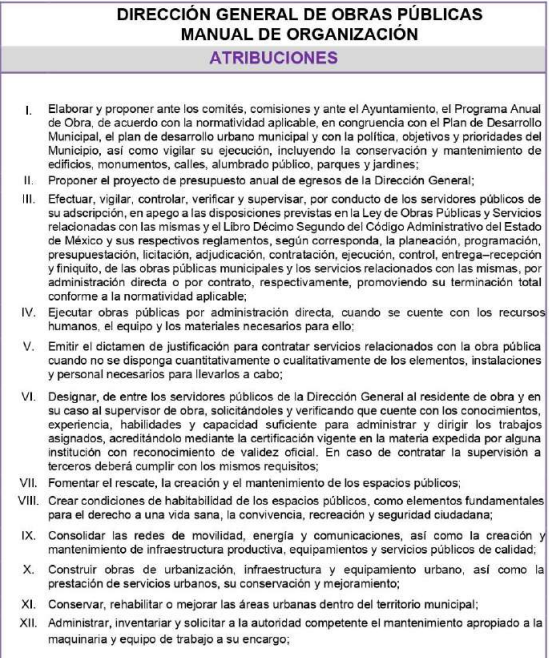 DIRECCIÓN GENERAL DE OBRAS PÚBLICAS
MANUAL DE ORGANIZACIÓN
ATRIBUCIONES
I. Elaborar y proponer ante los comités, comisiones y ante el Ayuntamiento, el Programa Anual
de Obra, de acuerdo con la normatividad aplicable, en congruencia con el Plan de Desarrollo
Municipal, el plan de desarrollo urbano municipal y con la política, objetivos y prioridades del
Municipio, así como vigilar su ejecución, incluyendo la conservación y mantenimiento de
edificios, monumentos, calles, alumbrado público, parques y jardines;
II. Proponer el proyecto de presupuesto anual de egresos de la Dirección General;
III. Efectuar, vigilar, controlar, verificar y supervisar, por conducto de los servidores públicos de
su adscripción, en apego a las disposiciones previstas en la Ley de Obras Públicas y Servicios
relacionadas con las mismas y el Libro Décimo Segundo del Código Administrativo del Estado
de México y sus respectivos reglamentos, según corresponda, la planeación, programación,
presupuestación, licitación, adjudicación, contratación, ejecución, control, entrega–recepción
y finiquito, de las obras públicas municipales y los servicios relacionados con las mismas, por
administración directa o por contrato, respectivamente, promoviendo su terminación total
conforme a la normatividad aplicable;
IV. Ejecutar obras públicas por administración directa, cuando se cuente con los recursos
humanos, el equipo y los materiales necesarios para ello;
V. Emitir el dictamen de justificación para contratar servicios relacionados con la obra pública
cuando no se disponga cuantitativamente o cualitativamente de los elementos, instalaciones
y personal necesarios para llevarlos a cabo;
VI. Designar, de entre los servidores públicos de la Dirección General al residente de obra y en
su caso al supervisor de obra, solicitándoles y verificando que cuente con los conocimientos,
experiencia, habilidades y capacidad suficiente para administrar y dirigir los trabajos
asignados, acreditándolo mediante la certificación vigente en la materia expedida por alguna
institución con reconocimiento de validez oficial. En caso de contratar la supervisión a
terceros deberá cumplir con los mismos requisitos;
VII. Fomentar el rescate, la creación y el mantenimiento de los espacios públicos;
VIII. Crear condiciones de habitabilidad de los espacios públicos, como elementos fundamentales
para el derecho a una vida sana, la convivencia, recreación y seguridad ciudadana;
IX. Consolidar las redes de movilidad, energía y comunicaciones, así como la creación y
mantenimiento de infraestructura productiva, equipamientos y servicios públicos de calidad;
X. Construir obras de urbanización, infraestructura y equipamiento urbano, así como la
prestación de servicios urbanos, su conservación y mejoramiento;
XI. Conservar, rehabilitar o mejorar las áreas urbanas dentro del territorio municipal;
XII. Administrar, inventariar y solicitar a la autoridad competente el mantenimiento apropiado a la
maquinaria y equipo de trabajo a su encargo;